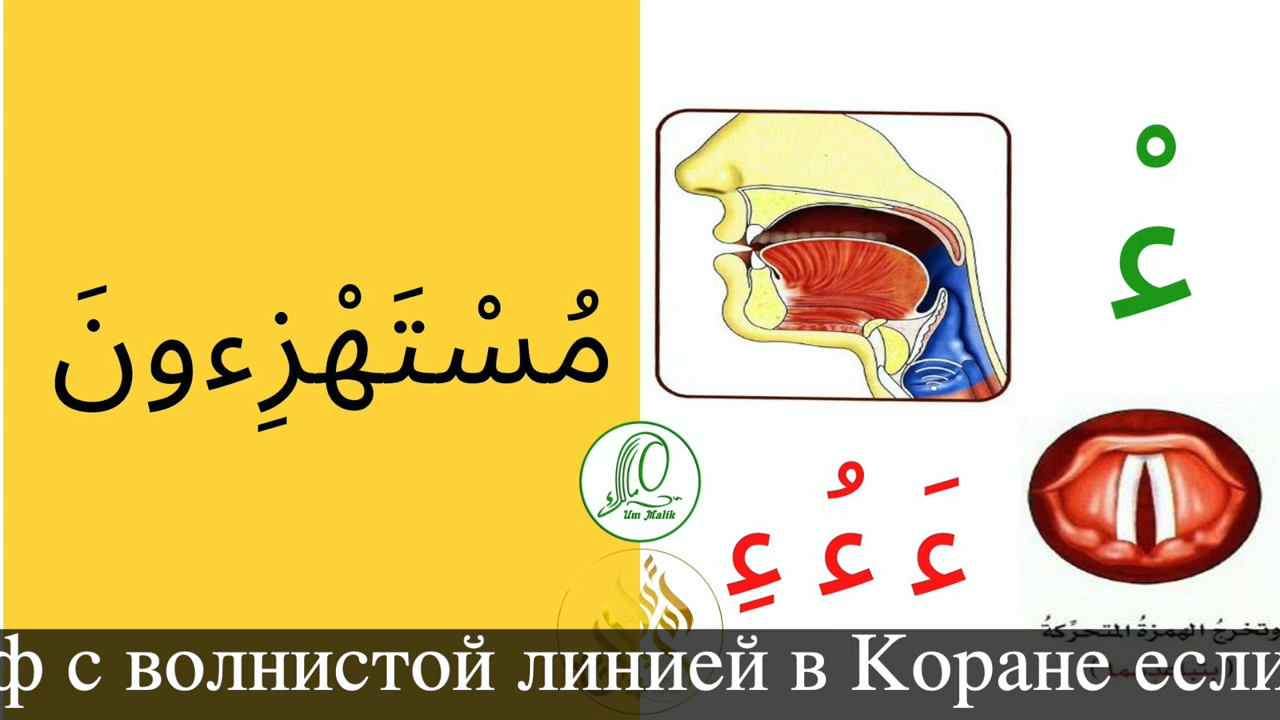 ءْ
مُسْتَهْزِءونَ
ءَ ءُ ءِ
Um Malik
وتخرجُ الهمزةُ المتحرِّكةُ
ф с волнистой линией в Коране если